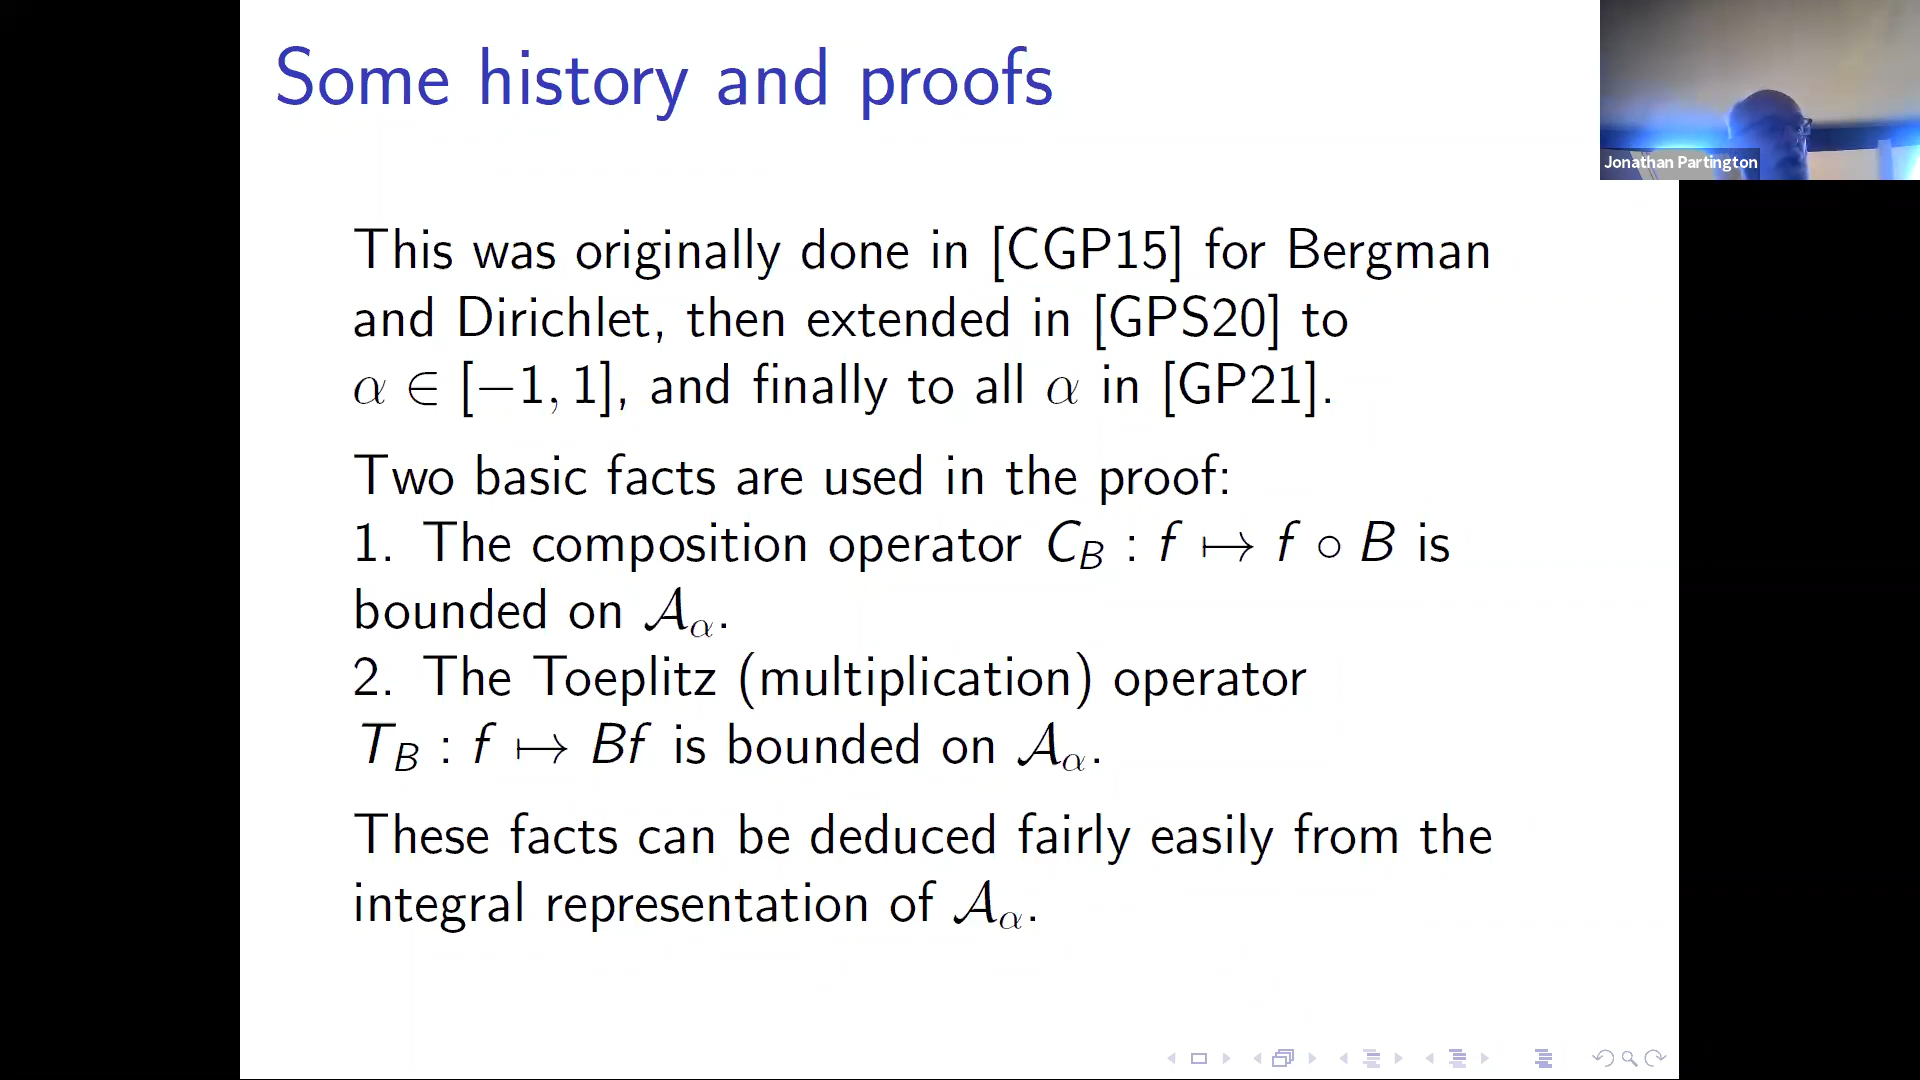 Some history and proofs
Jonathan Partington
This was originally done in [CGP15] for Bergman
and Dirichlet, then extended in [GPS20] to
α ∈ [−1, 1], and finally to all α in [GP21].
Two basic facts are used in the proof:
1. The composition operator C_B : f ↦ f ∘ B is
bounded on 𝒜_α.
2. The Toeplitz (multiplication) operator
T_B : f ↦ Bf is bounded on 𝒜_α.
These facts can be deduced fairly easily from the
integral representation of 𝒜_α.